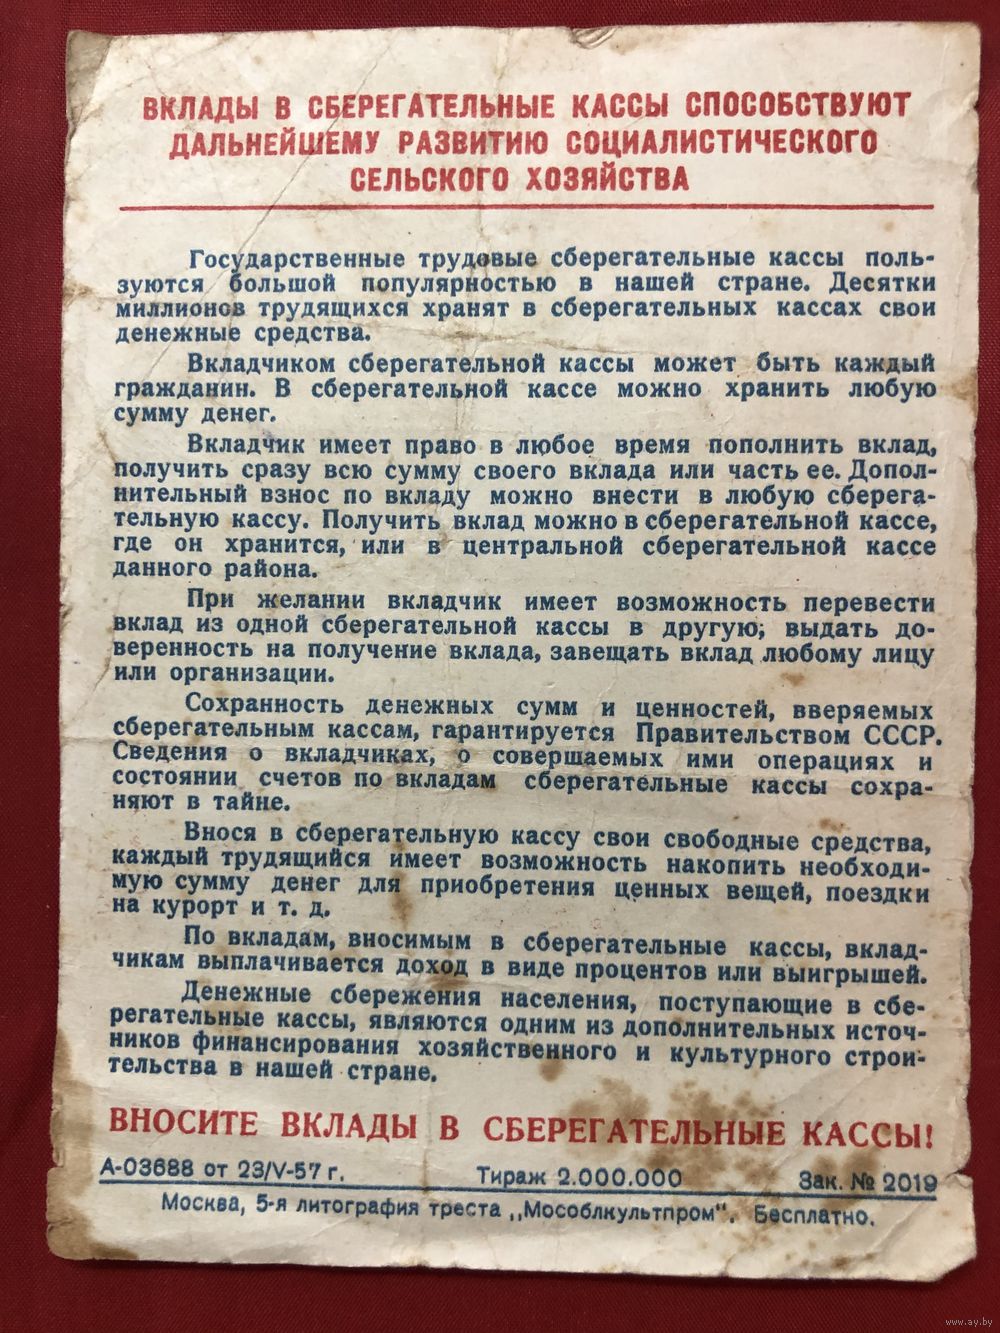 ВКЛАДЫ В СБЕРЕГАТЕЛЬНЫЕ КАССЫ СПОСОБСТВУЮТ
ДАЛЬНЕЙШЕМУ РАЗВИТИЮ СОЦИАЛИСТИЧЕСКОГО
СЕЛЬСКОГО ХОЗЯЙСТВА
Государственные трудовые сберегательные кассы поль-
зуются большой популярностью в нашей стране. Десятки
миллионов трудящихся хранят в сберегательных кассах свои
денежные средства.
Вкладчиком сберегательной кассы может быть каждый
гражданин. В сберегательной кассе можно хранить любую
сумму денег.
Вкладчик имеет право в любое время пополнить вклад,
получить сразу всю сумму своего вклада или часть ее. Допол-
нительный взнос по вкладу можно внести в любую сберега-
тельную кассу. Получить вклад можно в сберегательной кассе,
где он хранится, или в центральной сберегательной кассе
данного района.
При желании вкладчик имеет возможность перевести
вклад из одной сберегательной кассы в другую; выдать до-
веренность на получение вклада, завещать вклад любому лицу
или организации.
Сохранность денежных сумм и ценностей, вверяемых
сберегательным кассам, гарантируется Правительством СССР.
Сведения о вкладчиках, о совершаемых ими операциях и
состоянии счетов по вкладам сберегательные кассы сохра-
няют в тайне.
Внося в сберегательную кассу свои свободные средства,
каждый трудящийся имеет возможность накопить необходи-
мую сумму денег для приобретения ценных вещей, поездки
на курорт и т. д.
По вкладам, вносимым в сберегательные кассы, вклад-
чикам выплачивается доход в виде процентов или выигрышей.
Денежные сбережения населения, поступающие в сбе-
регательные кассы, являются одним из дополнительных источ-
ников финансирования хозяйственного и культурного строи-
тельства в нашей стране.
ВНОСИТЕ ВКЛАДЫ В СБЕРЕГАТЕЛЬНЫЕ КАССЫ!
А-03688 от 23/V-57 г. Тираж 2.000.000 Зак. № 2019
Москва, 5-я литография треста „Мособлкультпром". Бесплатно.
www.ay.by